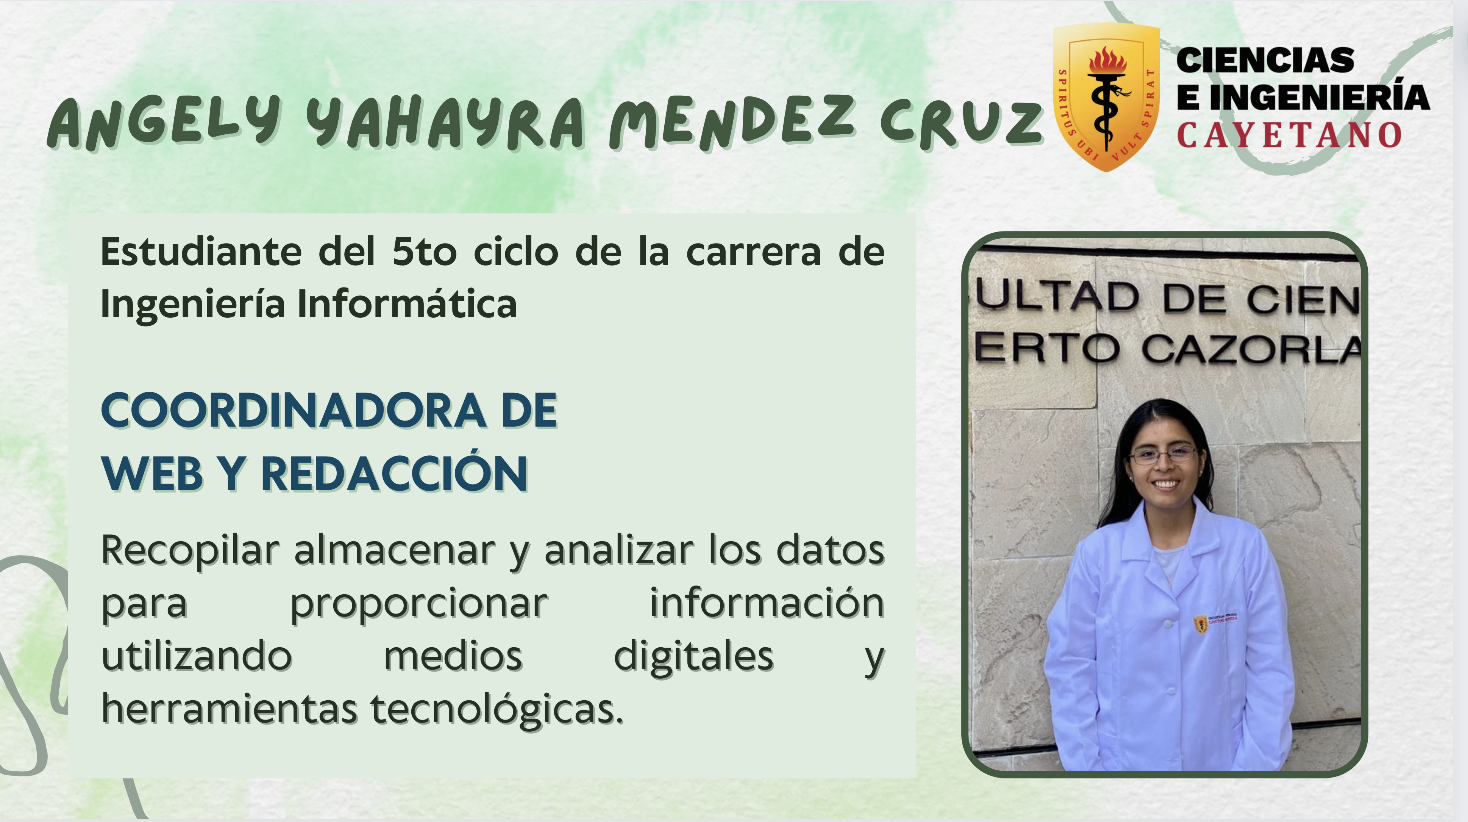 ANGELY YAHAYRA MENDEZ CRUZ
SPIRITUS UBI VULT SPIRAT
CIENCIAS
E INGENIERÍA
CAYETANO
Estudiante del 5to ciclo de la carrera de
Ingeniería Informática
COORDINADORA DE
WEB Y REDACCIÓN
Recopilar almacenar y analizar los datos
para proporcionar información
utilizando medios digitales y
herramientas tecnológicas.
ULTAD DE CIEN
ERTO CAZORLA